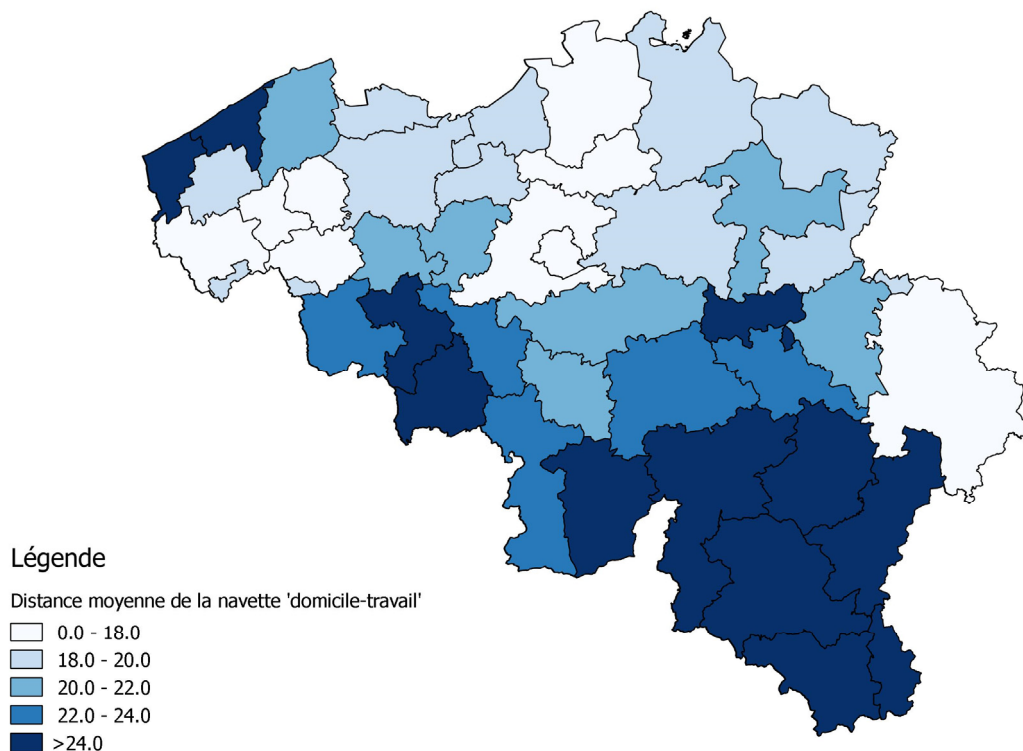 Légende
Distance moyenne de la navette 'domicile-travail'
0.0 - 18.0
18.0 - 20.0
20.0 - 22.0
22.0 - 24.0
>24.0